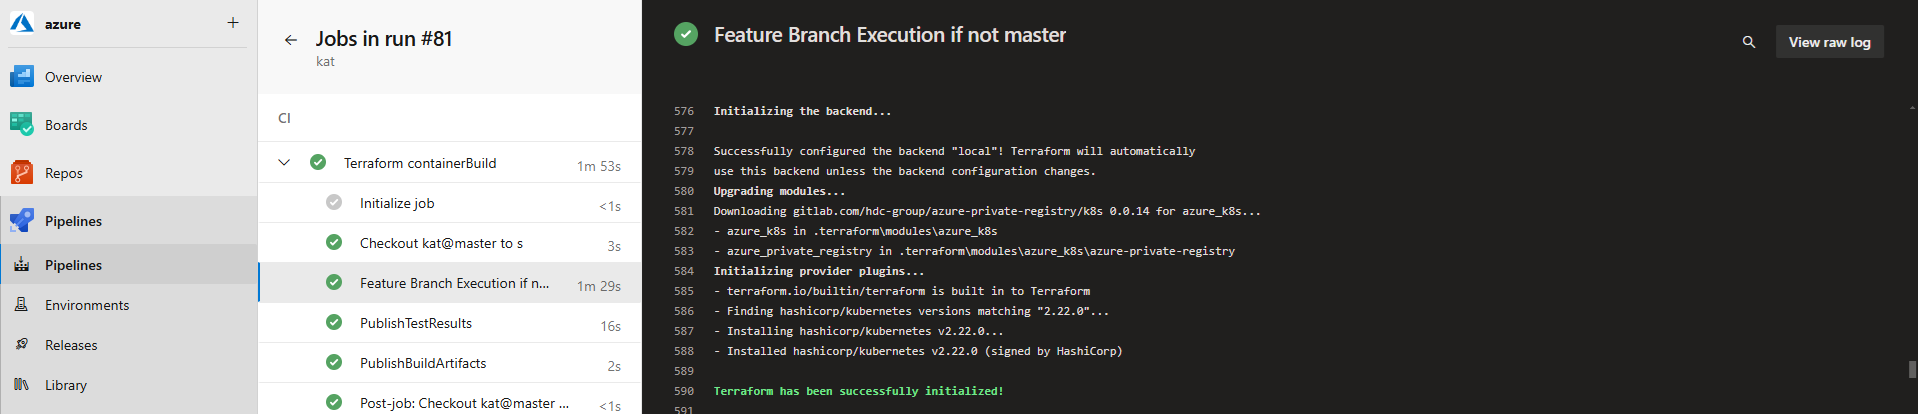 azure
+
Overview
Boards
Repos
Pipelines
Pipelines
Environments
Releases
Library
Jobs in run #81
kat
CI
Terraform containerBuild 1m 53s
Initialize job <1s
Checkout kat@master to s 3s
Feature Branch Execution if n... 1m 29s
PublishTestResults 16s
PublishBuildArtifacts 2s
Post-job: Checkout kat@master ... <1s
Feature Branch Execution if not master
View raw log
576 Initializing the backend...
577
578 Successfully configured the backend "local"! Terraform will automatically
579 use this backend unless the backend configuration changes.
580 Upgrading modules...
581 Downloading gitlab.com/hdc-group/azure-private-registry/k8s 0.0.14 for azure_k8s...
582 - azure_k8s in .terraform\modules\azure_k8s
583 - azure_private_registry in .terraform\modules\azure_k8s\azure-private-registry
584 Initializing provider plugins...
585 - terraform.io/builtin/terraform is built in to Terraform
586 - Finding hashicorp/kubernetes versions matching "2.22.0"...
587 - Installing hashicorp/kubernetes v2.22.0...
588 - Installed hashicorp/kubernetes v2.22.0 (signed by HashiCorp)
589
590 Terraform has been successfully initialized!
591